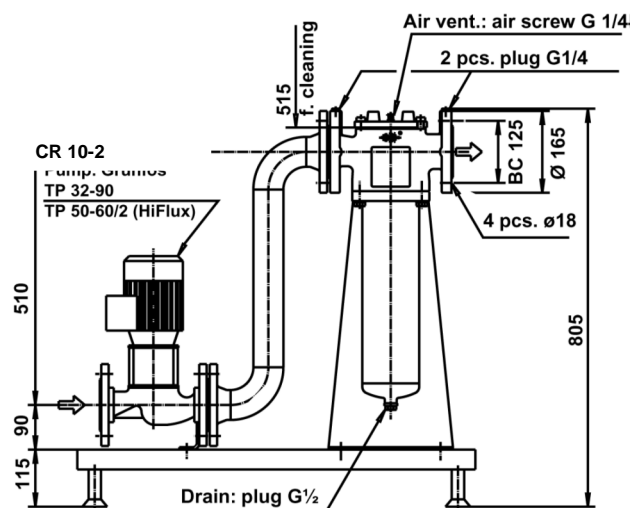 Air vent.: air screw G 1/4
2 pcs. plug G1/4
515
f. cleaning
BC 125
Ø 165
CR 10-2
Pump: Grunfos
TP 32-90
TP 50-60/2 (HiFlux)
4 pcs. ø18
510
805
90
115
Drain: plug G½